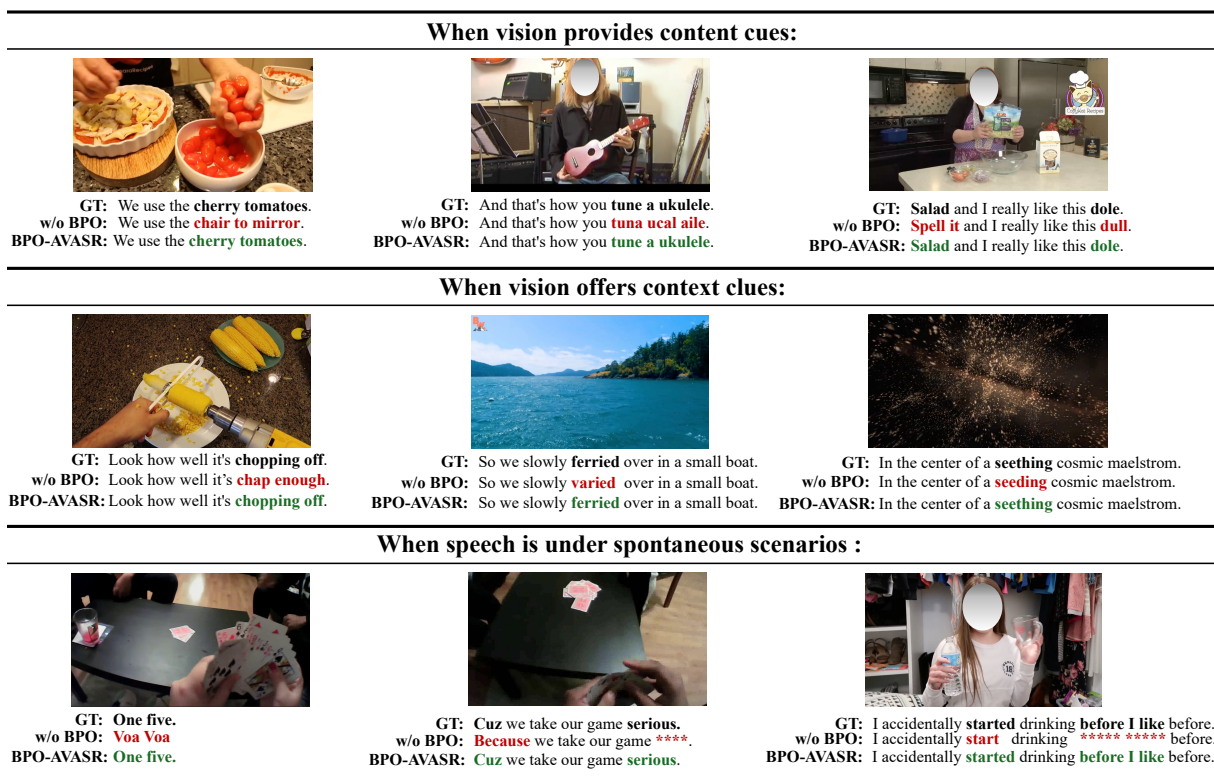 When vision provides content cues:
CoffyBun Recipes
GT: We use the cherry tomatoes.
w/o BPO: We use the chair to mirror.
BPO-AVASR: We use the cherry tomatoes.
GT: And that's how you tune a ukulele.
w/o BPO: And that's how you tuna ucal aile.
BPO-AVASR: And that's how you tune a ukulele.
GT: Salad and I really like this dole.
w/o BPO: Spell it and I really like this dull.
BPO-AVASR: Salad and I really like this dole.
When vision offers context clues:
GT: Look how well it's chopping off.
w/o BPO: Look how well it's chap enough.
BPO-AVASR: Look how well it's chopping off.
GT: So we slowly ferried over in a small boat.
w/o BPO: So we slowly varied over in a small boat.
BPO-AVASR: So we slowly ferried over in a small boat.
GT: In the center of a seething cosmic maelstrom.
w/o BPO: In the center of a seeding cosmic maelstrom.
BPO-AVASR: In the center of a seething cosmic maelstrom.
When speech is under spontaneous scenarios :
GT: One five.
w/o BPO: Voa Voa
BPO-AVASR: One five.
GT: Cuz we take our game serious.
w/o BPO: Because we take our game ****.
BPO-AVASR: Cuz we take our game serious.
18
GT: I accidentally started drinking before I like before.
w/o BPO: I accidentally start drinking ***** ***** before.
BPO-AVASR: I accidentally started drinking before I like before.